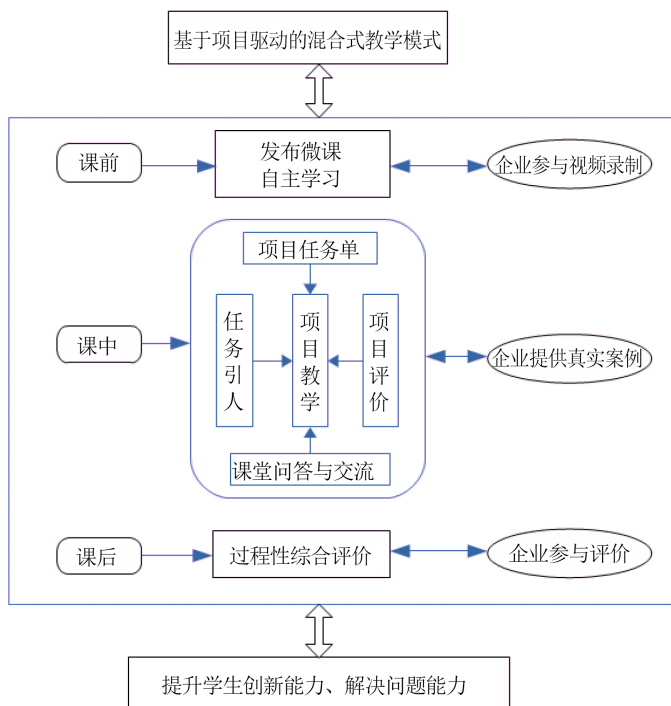 基于项目驱动的混合式教学模式
课前
发布微课
自主学习
企业参与视频录制
课中
项目任务单
任务引人
项目教学
项目评价
课堂问答与交流
企业提供真实案例
课后
过程性综合评价
企业参与评价
提升学生创新能力、解决问题能力